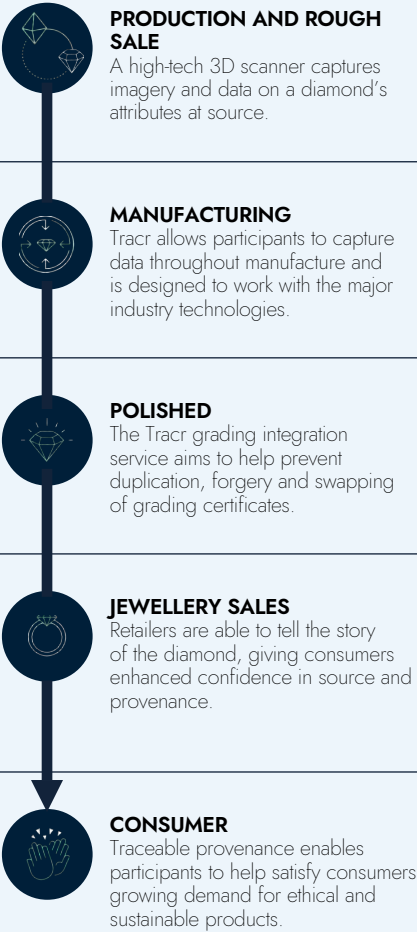 PRODUCTION AND ROUGH
SALE
A high-tech 3D scanner captures
imagery and data on a diamond’s
attributes at source.
MANUFACTURING
Tracr allows participants to capture
data throughout manufacture and
is designed to work with the major
industry technologies.
POLISHED
The Tracr grading integration
service aims to help prevent
duplication, forgery and swapping
of grading certificates.
JEWELLERY SALES
Retailers are able to tell the story
of the diamond, giving consumers
enhanced confidence in source and
provenance.
CONSUMER
Traceable provenance enables
participants to help satisfy consumers
growing demand for ethical and
sustainable products.